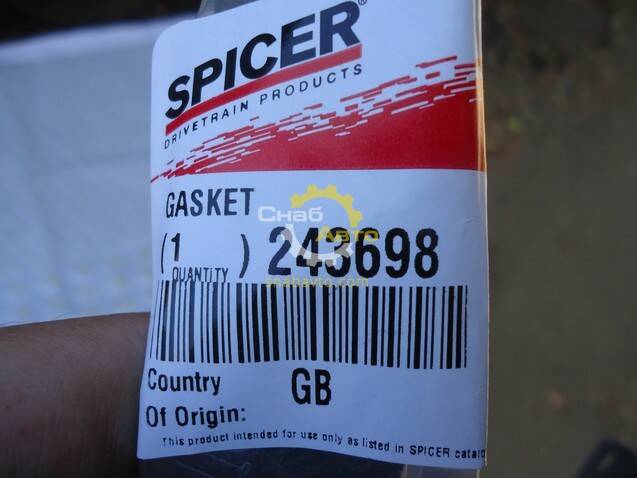 SPICER®
DRIVETRAIN PRODUCTS
GASKET
Снаб
Авто
( 1 ) 243698
QUANTITY
snabavto.com
Country GB
Of Origin:
This product intended for use only as listed in SPICER catalo